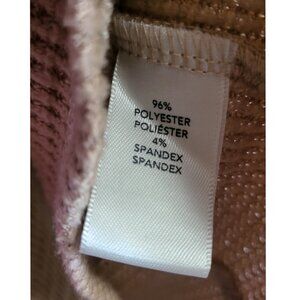 96%
POLYESTER
POLIÉSTER
4%
SPANDEX
SPANDEX